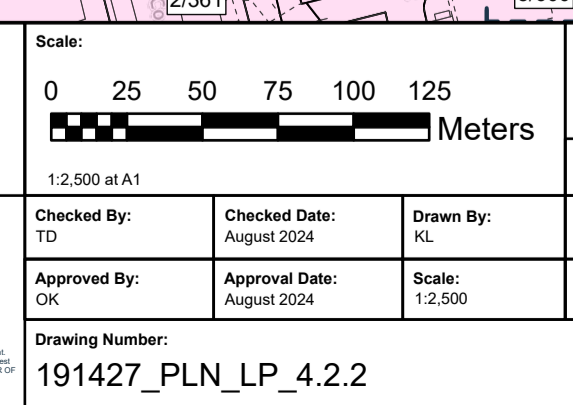 2/361
Scale:
0 25 50 75 100 125
Meters
1:2,500 at A1
Checked By:
TD
Checked Date:
August 2024
Drawn By:
KL
Approved By:
OK
Approval Date:
August 2024
Scale:
1:2,500
Drawing Number:
191427_PLN_LP_4.2.2